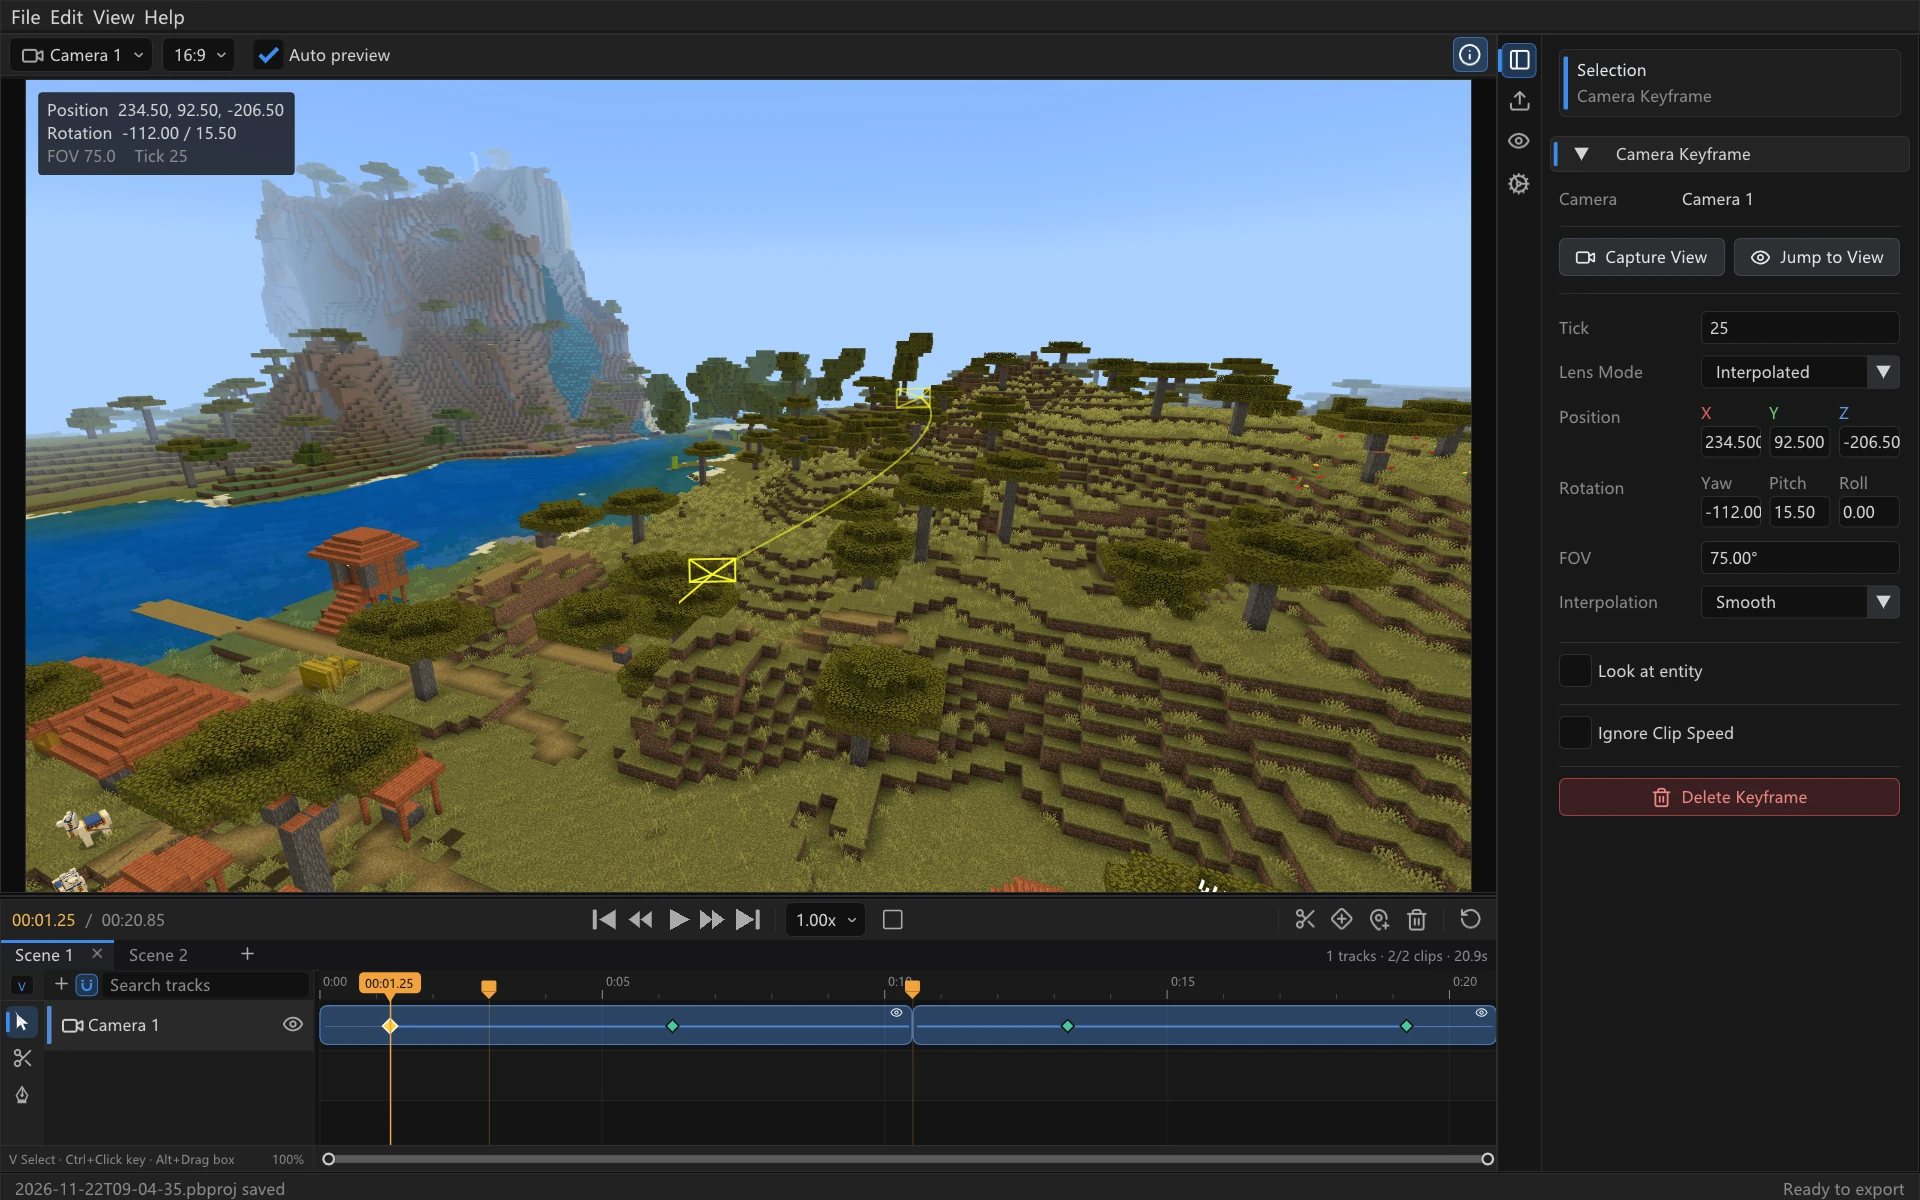 File Edit View Help
Camera 1
16:9
Auto preview
Position 234.50, 92.50, -206.50
Rotation -112.00 / 15.50
FOV 75.0 Tick 25
Selection
Camera Keyframe
Camera Keyframe
Camera Camera 1
Capture View
Jump to View
Tick 25
Lens Mode Interpolated
X Y Z
Position
234.500 92.500 -206.50
Yaw Pitch Roll
Rotation
-112.00 15.50 0.00
FOV 75.00°
Interpolation Smooth
Look at entity
Ignore Clip Speed
Delete Keyframe
00:01.25 / 00:20.85
1.00x
Scene 1
Scene 2
1 tracks · 2/2 clips · 20.9s
V
Search tracks
0:00 00:01.25 0:05 0:10 0:15 0:20
Camera 1
V Select · Ctrl+Click key · Alt+Drag box 100%
2026-11-22T09-04-35.pbproj saved
Ready to export